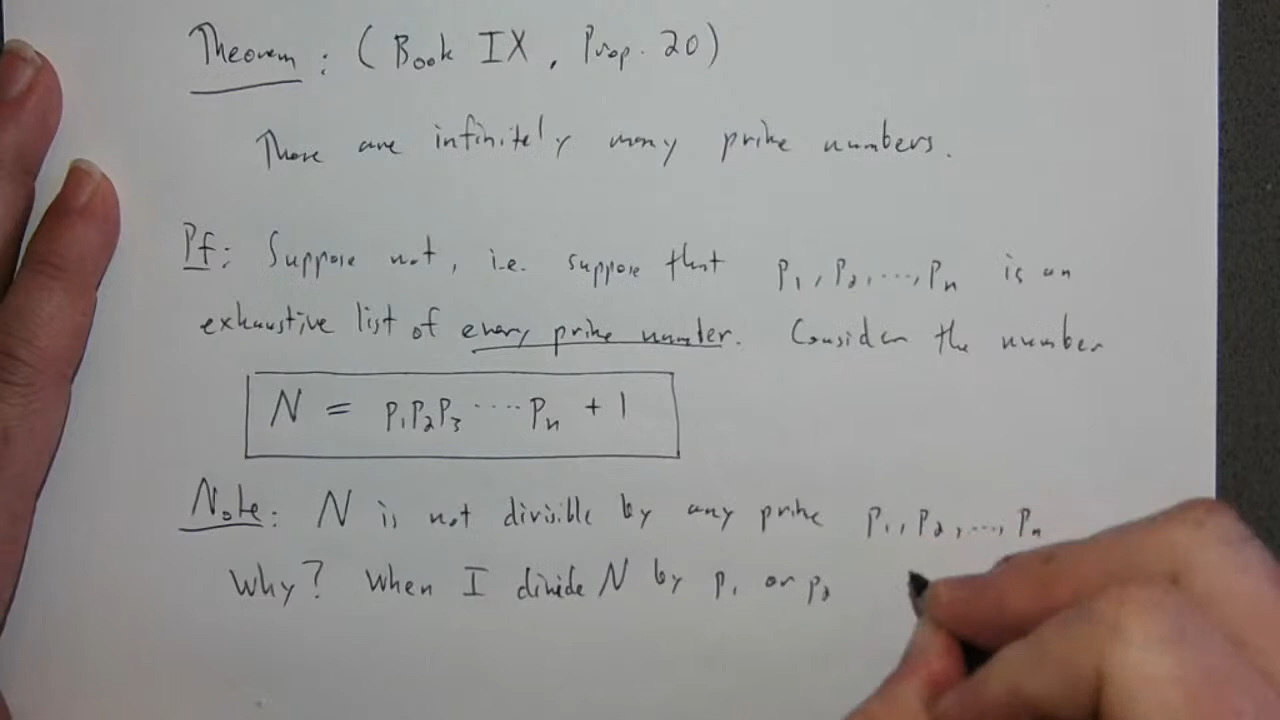 Theorem: (Book IX, Prop. 20)
There are infinitely many prime numbers.
Pf: Suppose not, i.e. suppose that p₁, p₂, ..., pₙ is an
exhaustive list of every prime number. Consider the number
N = p₁p₂p₃ ····· pₙ + 1
Note: N is not divisible by any prime p₁, p₂, ..., pₙ
Why? When I divide N by p₁ or p₂